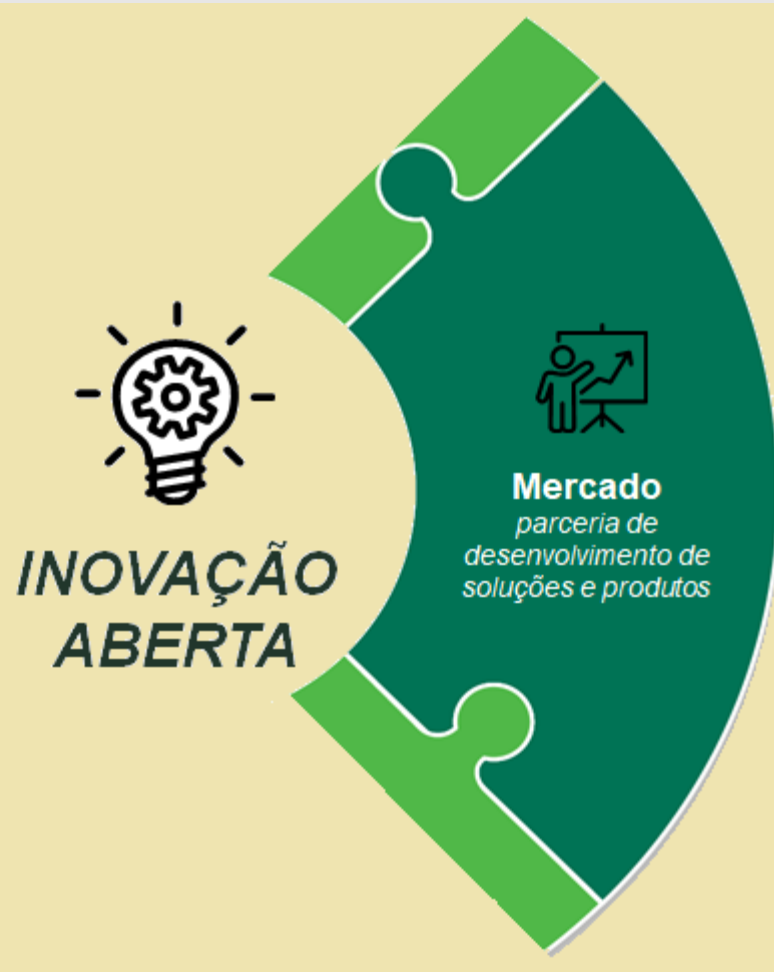 INOVAÇÃO
ABERTA
Mercado
parceria de
desenvolvimento de
soluções e produtos